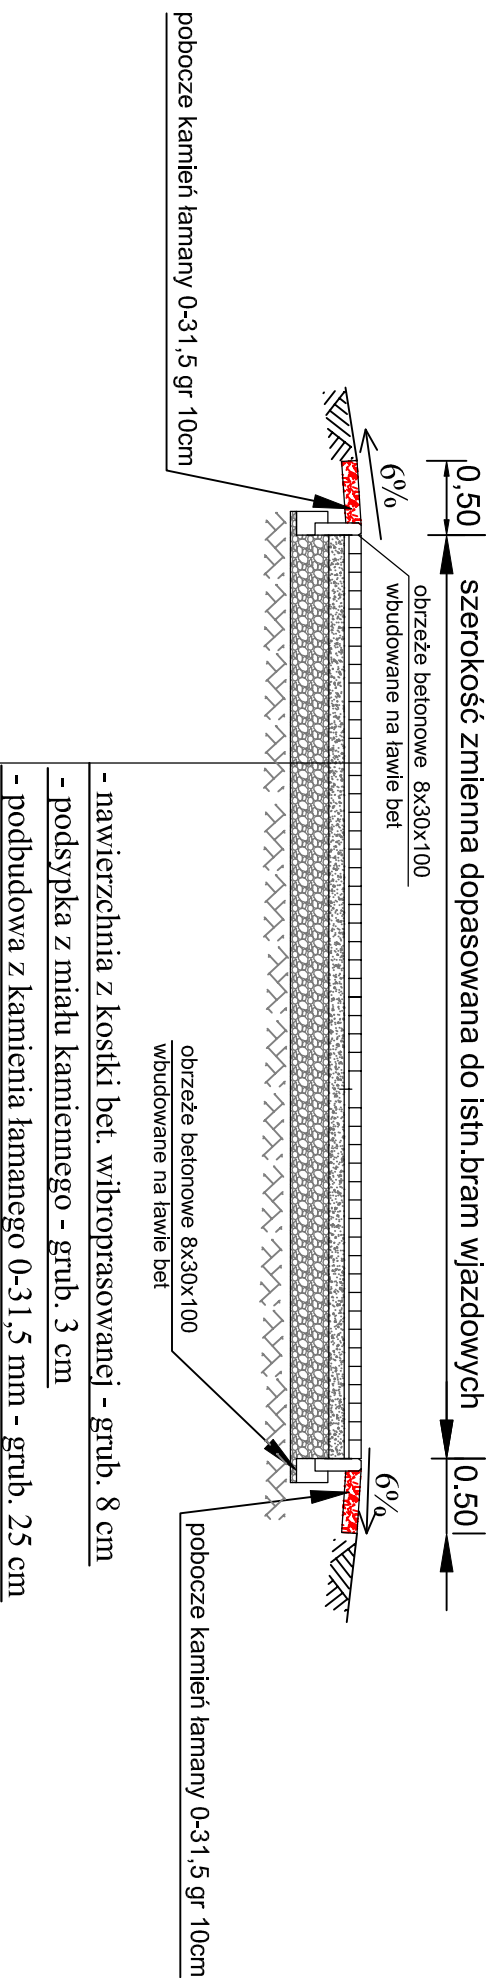 0,50
szerokość zmienna dopasowana do istn.bram wjazdowych
0.50
6%
6%
obrzeże betonowe 8x30x100
wbudowane na ławie bet
pobocze kamień łamany 0-31,5 gr 10cm
obrzeże betonowe 8x30x100
wbudowane na ławie bet
pobocze kamień łamany 0-31,5 gr 10cm
- nawierzchnia z kostki bet. wibroprasowanej - grub. 8 cm
- podsypka z miału kamiennego - grub. 3 cm
- podbudowa z kamienia łamanego 0-31,5 mm - grub. 25 cm